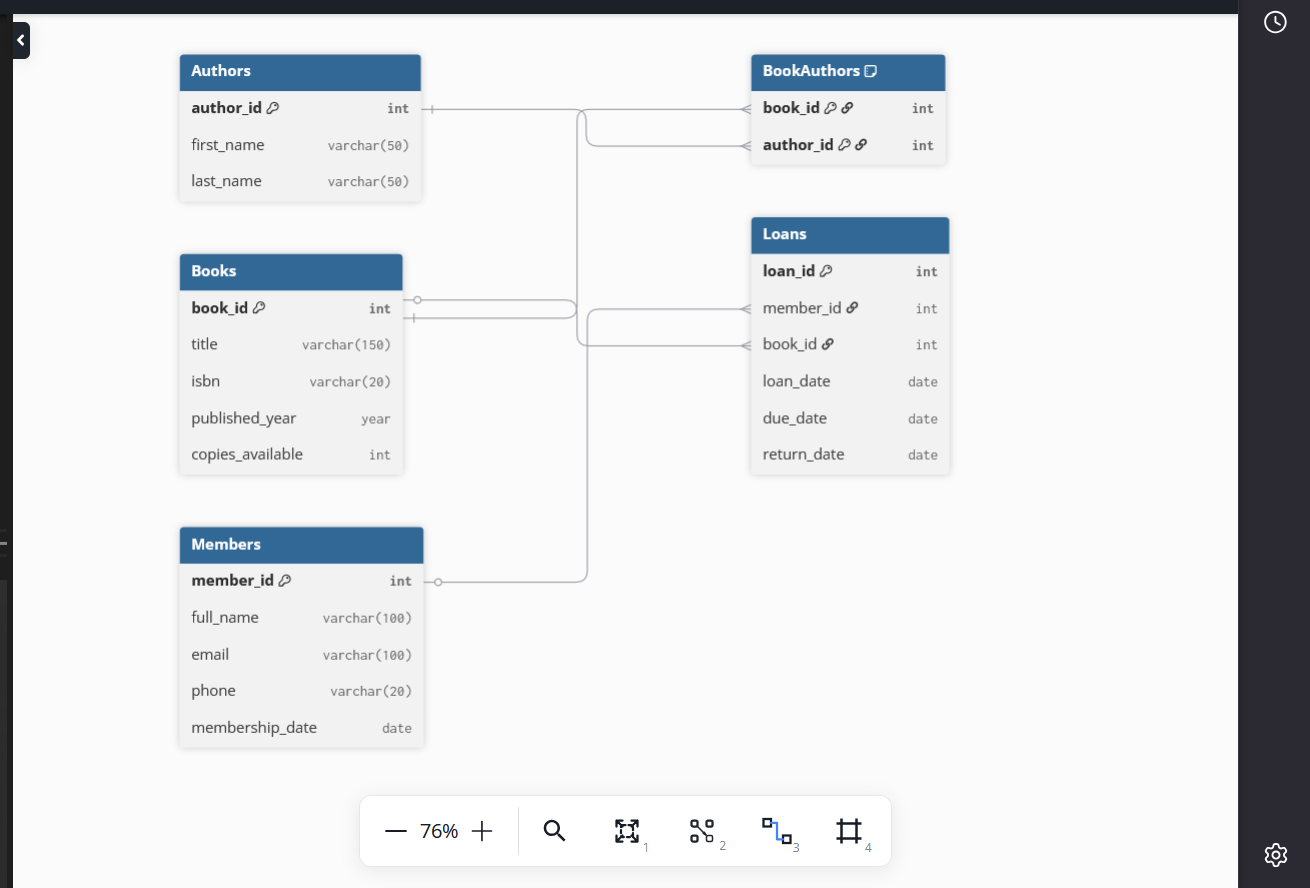 Authors
author_id int
first_name varchar(50)
last_name varchar(50)
Books
book_id int
title varchar(150)
isbn varchar(20)
published_year year
copies_available int
Members
member_id int
full_name varchar(100)
email varchar(100)
phone varchar(20)
membership_date date
BookAuthors
book_id int
author_id int
Loans
loan_id int
member_id int
book_id int
loan_date date
due_date date
return_date date
76%
1
2
3
4